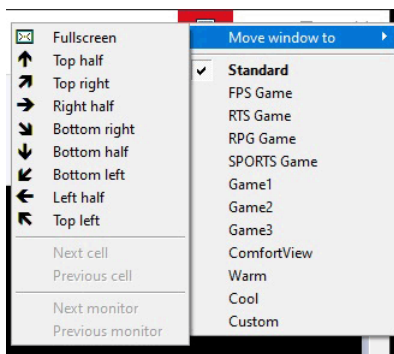 Fullscreen
Top half
Top right
Right half
Bottom right
Bottom half
Bottom left
Left half
Top left
Next cell
Previous cell
Next monitor
Previous monitor
Move window to
Standard
FPS Game
RTS Game
RPG Game
SPORTS Game
Game1
Game2
Game3
ComfortView
Warm
Cool
Custom